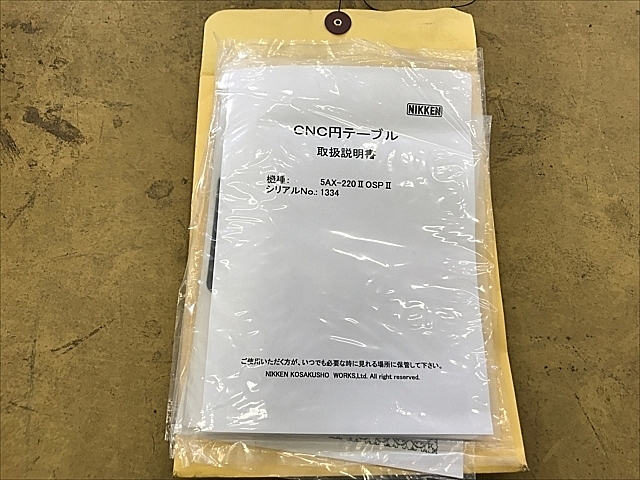 NIKKEN
CNC円テーブル
取扱説明書
機種: 5AX-220ⅡOSPⅡ
シリアルNo.: 1334
ご使用いただく方が、いつでも必要な時に見れる場所に保管して下さい。
NIKKEN KOSAKUSHO WORKS,Ltd. All right reserved.